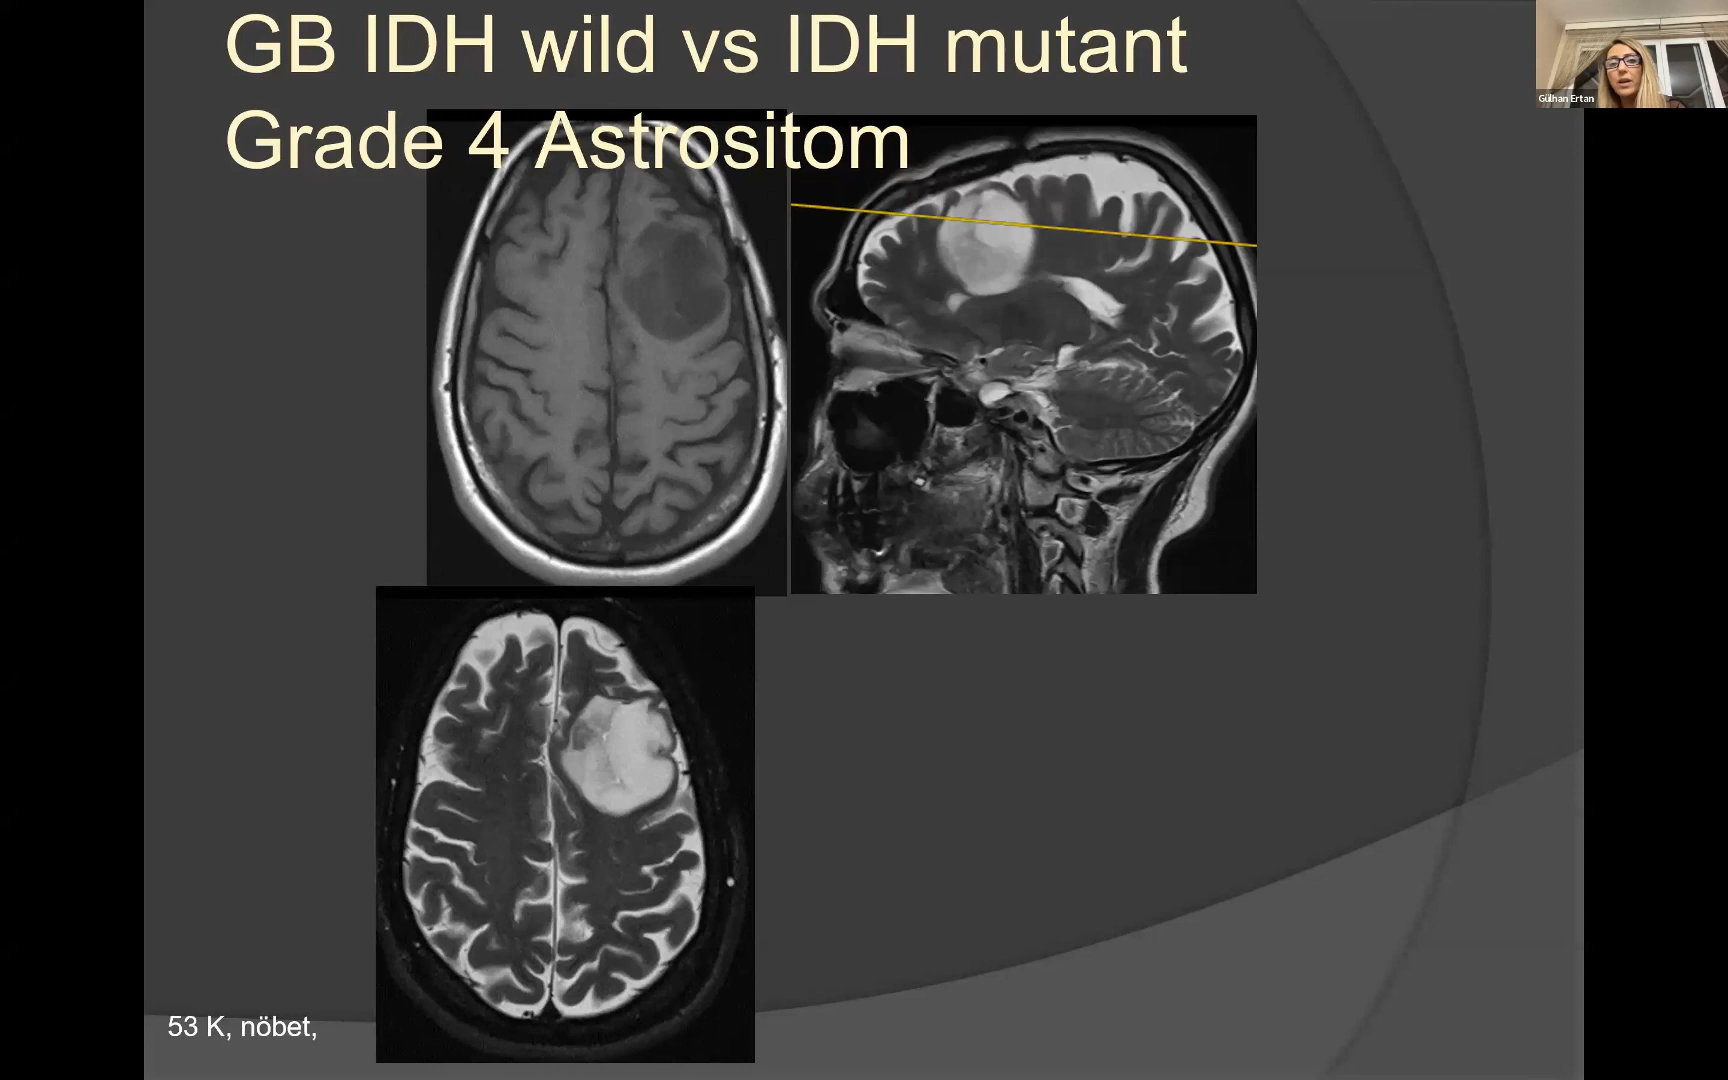 GB IDH wild vs IDH mutant
Grade 4 Astrositom
Gülhan Ertan
53 K, nöbet,